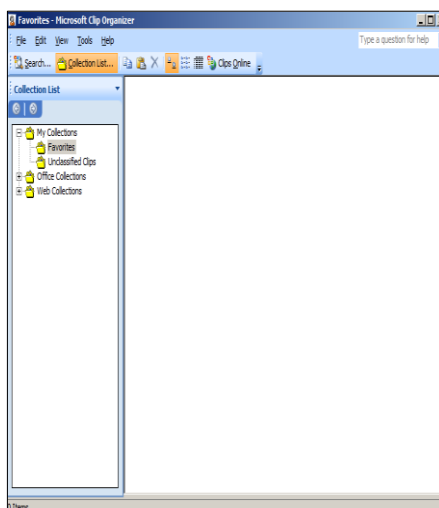 Favorites - Microsoft Clip Organizer
File Edit View Tools Help Type a question for help
Search... Collection List... Clips Online
Collection List
My Collections
Favorites
Unclassified Clips
Office Collections
Web Collections
0 Items